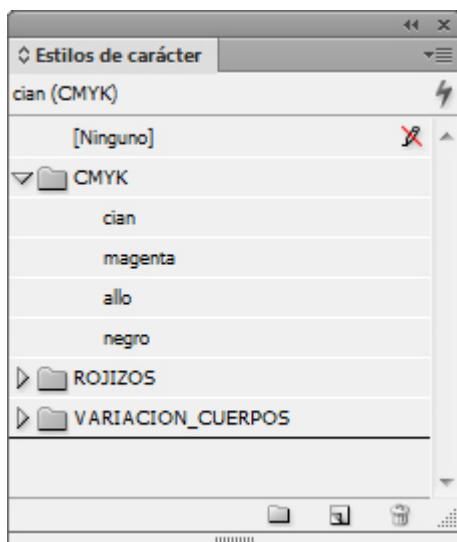 Estilos de carácter
cian (CMYK)
[Ninguno]
CMYK
cian
magenta
allo
negro
ROJIZOS
VARIACION_CUERPOS